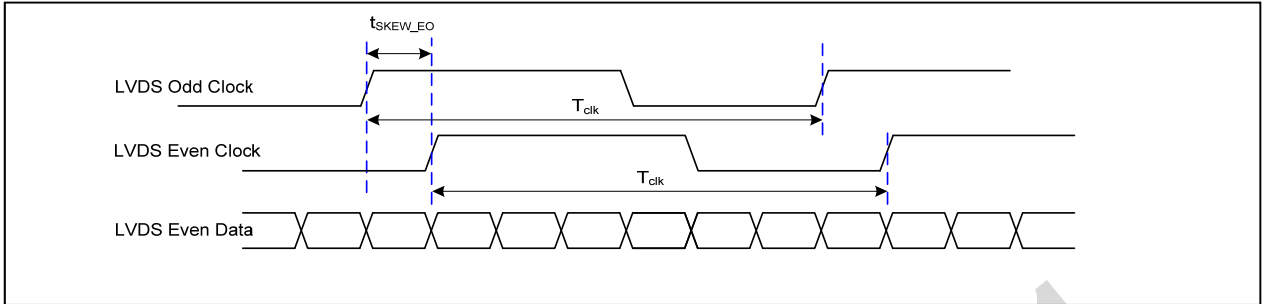 tSKEW_EO
LVDS Odd Clock
Tclk
LVDS Even Clock
Tclk
LVDS Even Data